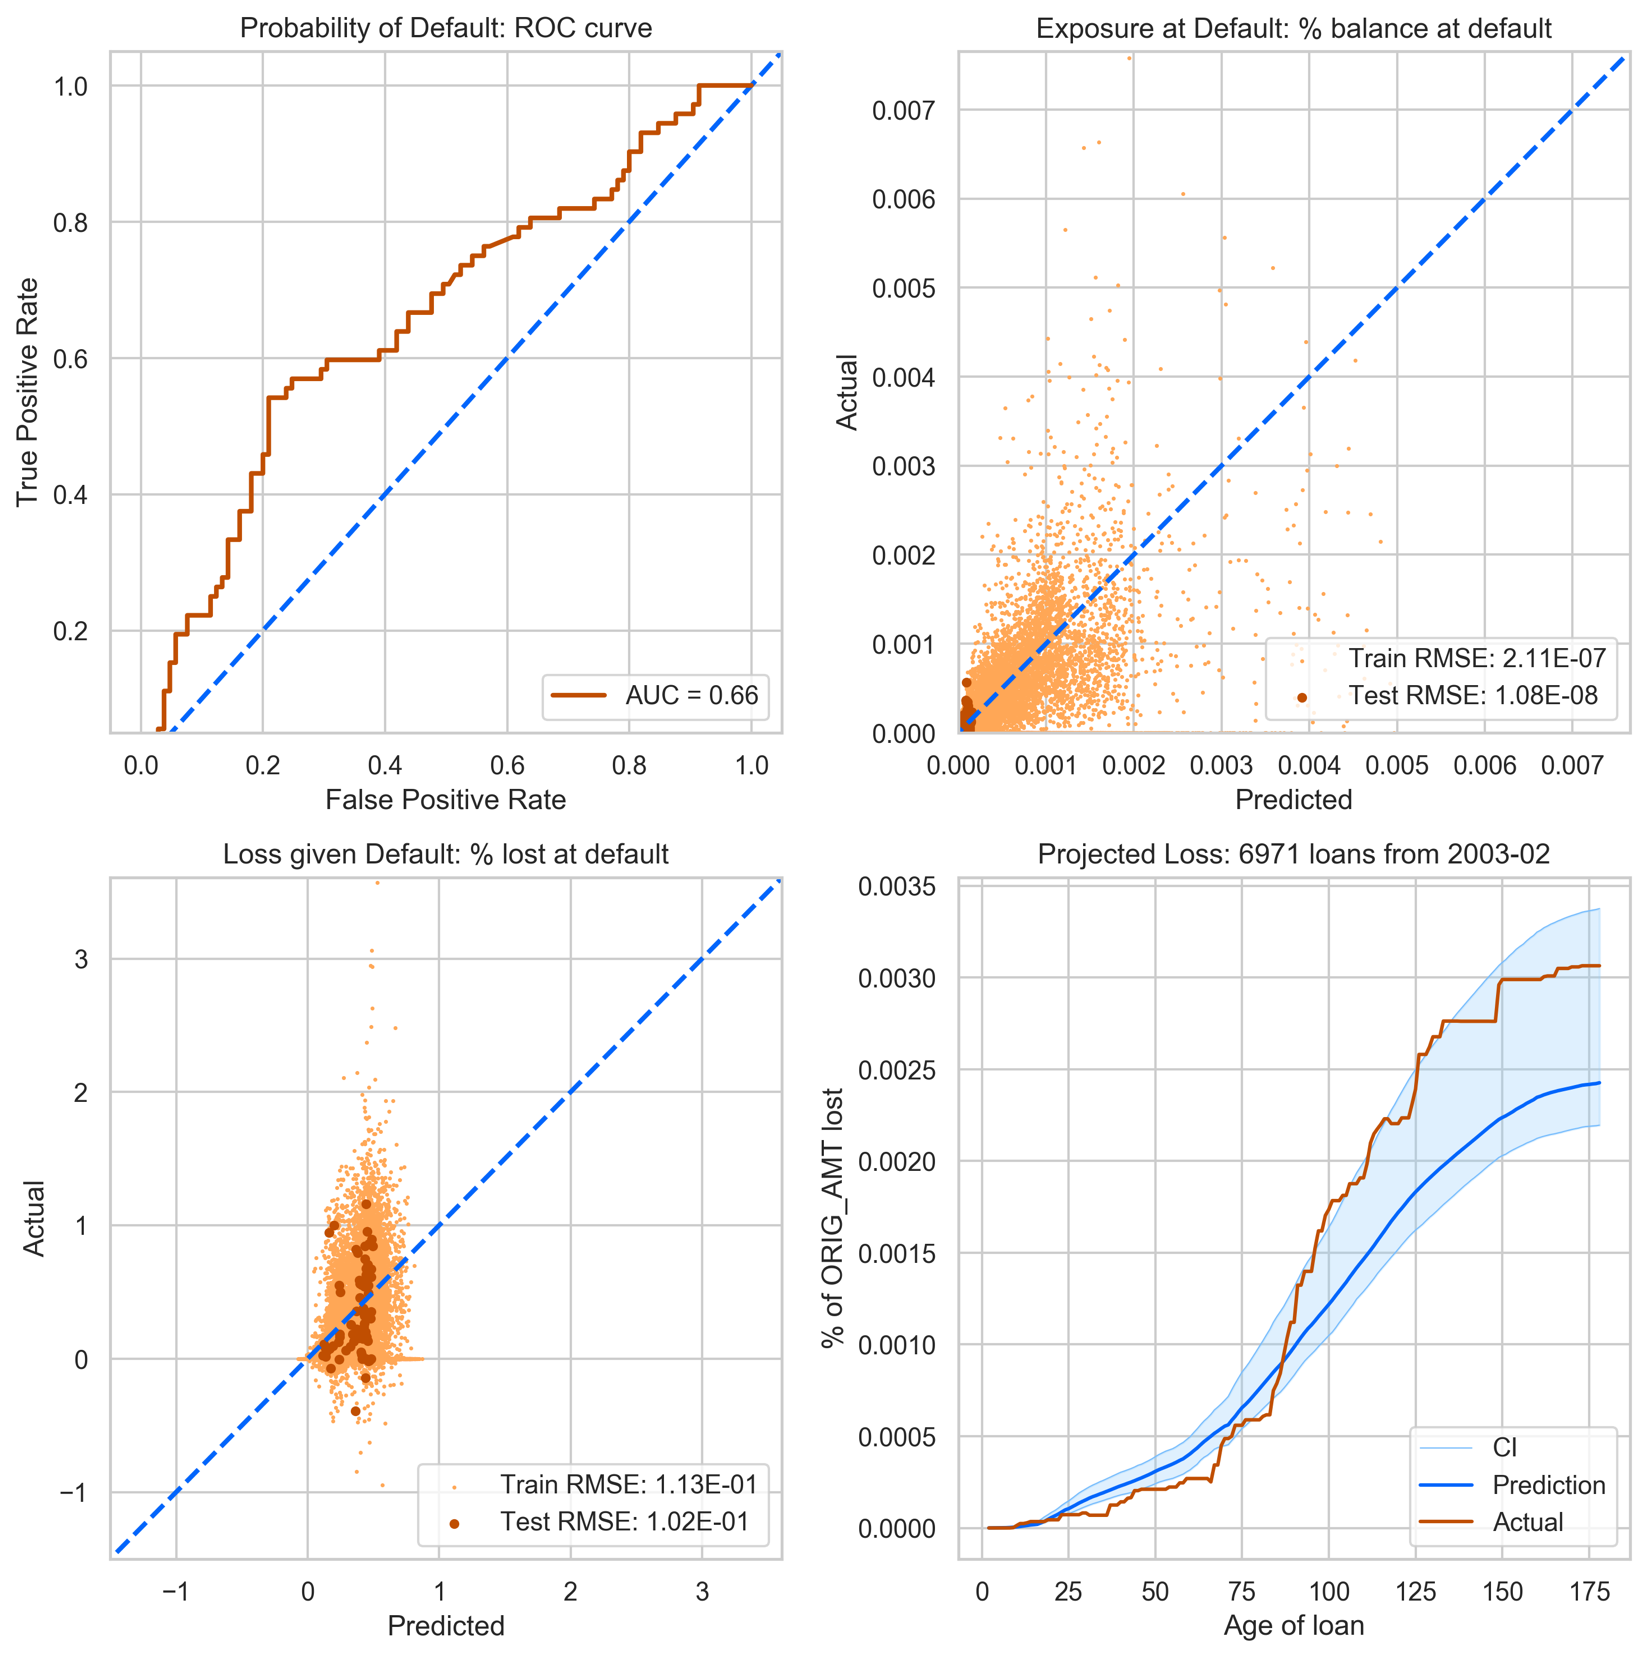 Probability of Default: ROC curve
True Positive Rate
1.0
0.8
0.6
0.4
0.2
AUC = 0.66
0.0 0.2 0.4 0.6 0.8 1.0
False Positive Rate
Exposure at Default: % balance at default
Actual
0.007
0.006
0.005
0.004
0.003
0.002
0.001
0.000
Train RMSE: 2.11E-07
Test RMSE: 1.08E-08
0.000 0.001 0.002 0.003 0.004 0.005 0.006 0.007
Predicted
Loss given Default: % lost at default
Actual
3
2
1
0
−1
Train RMSE: 1.13E-01
Test RMSE: 1.02E-01
−1 0 1 2 3
Predicted
Projected Loss: 6971 loans from 2003-02
% of ORIG_AMT lost
0.0035
0.0030
0.0025
0.0020
0.0015
0.0010
0.0005
0.0000
CI
Prediction
Actual
0 25 50 75 100 125 150 175
Age of loan